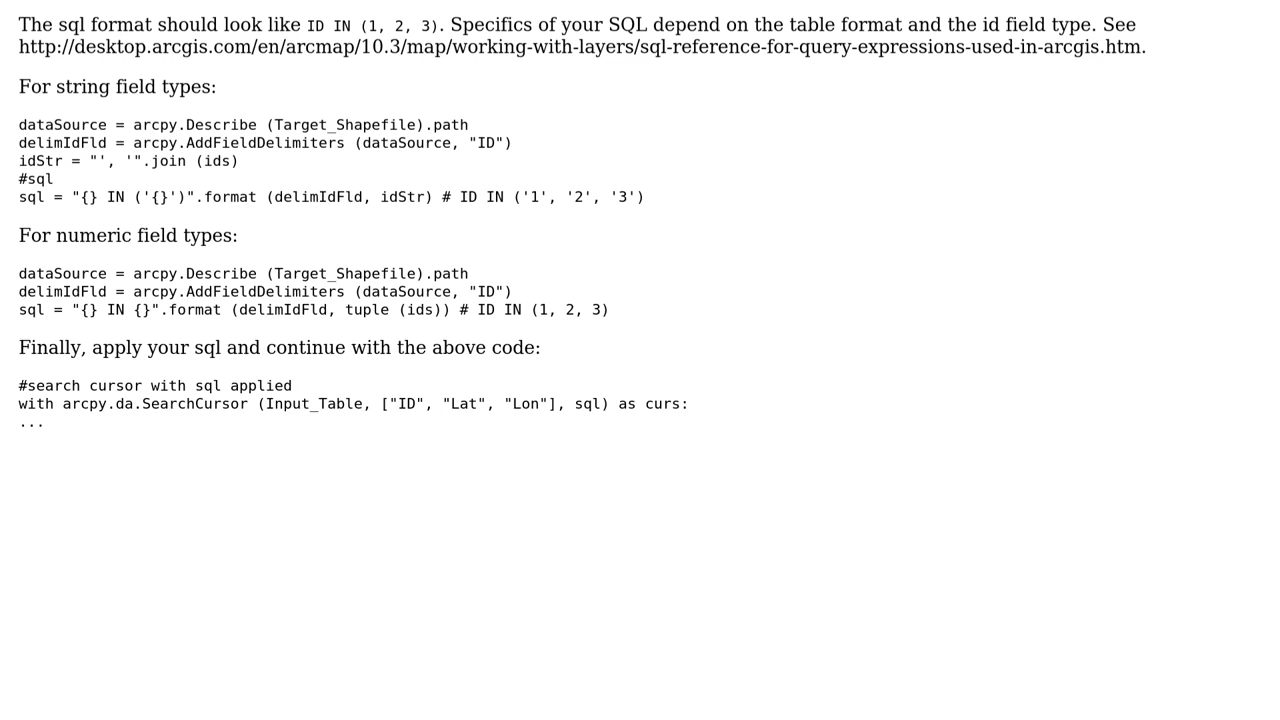 The sql format should look like ID IN (1, 2, 3). Specifics of your SQL depend on the table format and the id field type. See
http://desktop.arcgis.com/en/arcmap/10.3/map/working-with-layers/sql-reference-for-query-expressions-used-in-arcgis.htm.
For string field types:
dataSource = arcpy.Describe (Target_Shapefile).path
delimIdFld = arcpy.AddFieldDelimiters (dataSource, "ID")
idStr = "', '".join (ids)
#sql
sql = "{} IN ('{}')".format (delimIdFld, idStr) # ID IN ('1', '2', '3')
For numeric field types:
dataSource = arcpy.Describe (Target_Shapefile).path
delimIdFld = arcpy.AddFieldDelimiters (dataSource, "ID")
sql = "{} IN {}".format (delimIdFld, tuple (ids)) # ID IN (1, 2, 3)
Finally, apply your sql and continue with the above code:
#search cursor with sql applied
with arcpy.da.SearchCursor (Input_Table, ["ID", "Lat", "Lon"], sql) as curs:
...